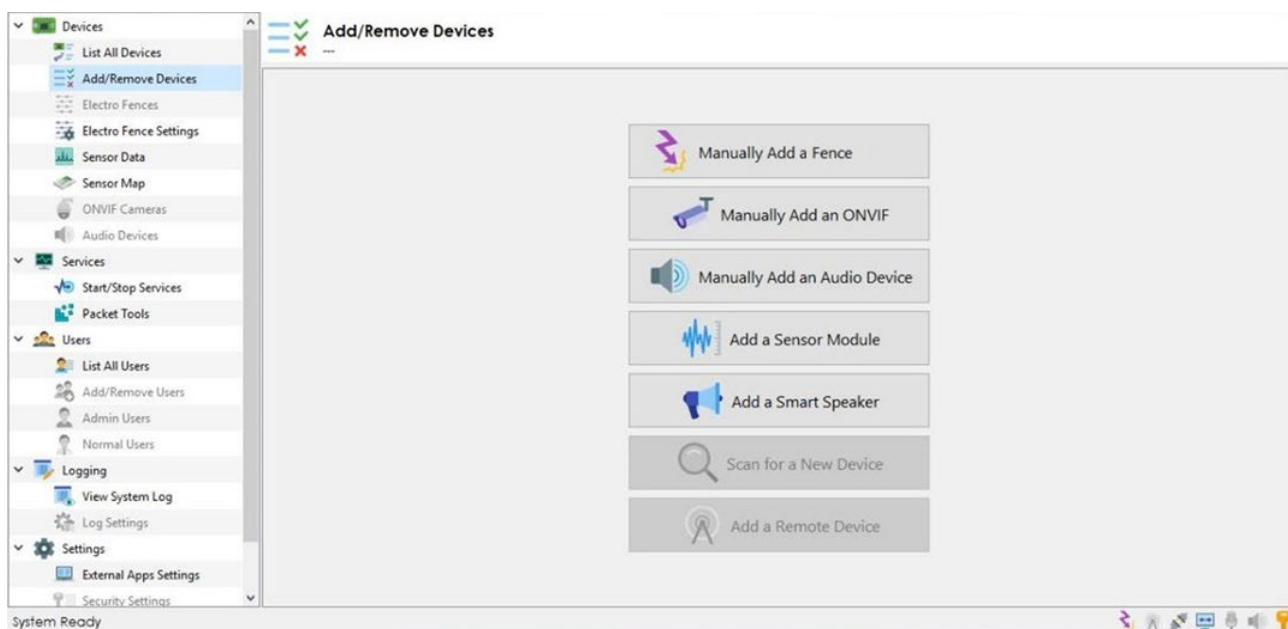 Devices
List All Devices
Add/Remove Devices
Electro Fences
Electro Fence Settings
Sensor Data
Sensor Map
ONVIF Cameras
Audio Devices
Services
Start/Stop Services
Packet Tools
Users
List All Users
Add/Remove Users
Admin Users
Normal Users
Logging
View System Log
Log Settings
Settings
External Apps Settings
Security Settings
System Ready
Add/Remove Devices
---
Manually Add a Fence
Manually Add an ONVIF
Manually Add an Audio Device
Add a Sensor Module
Add a Smart Speaker
Scan for a New Device
Add a Remote Device